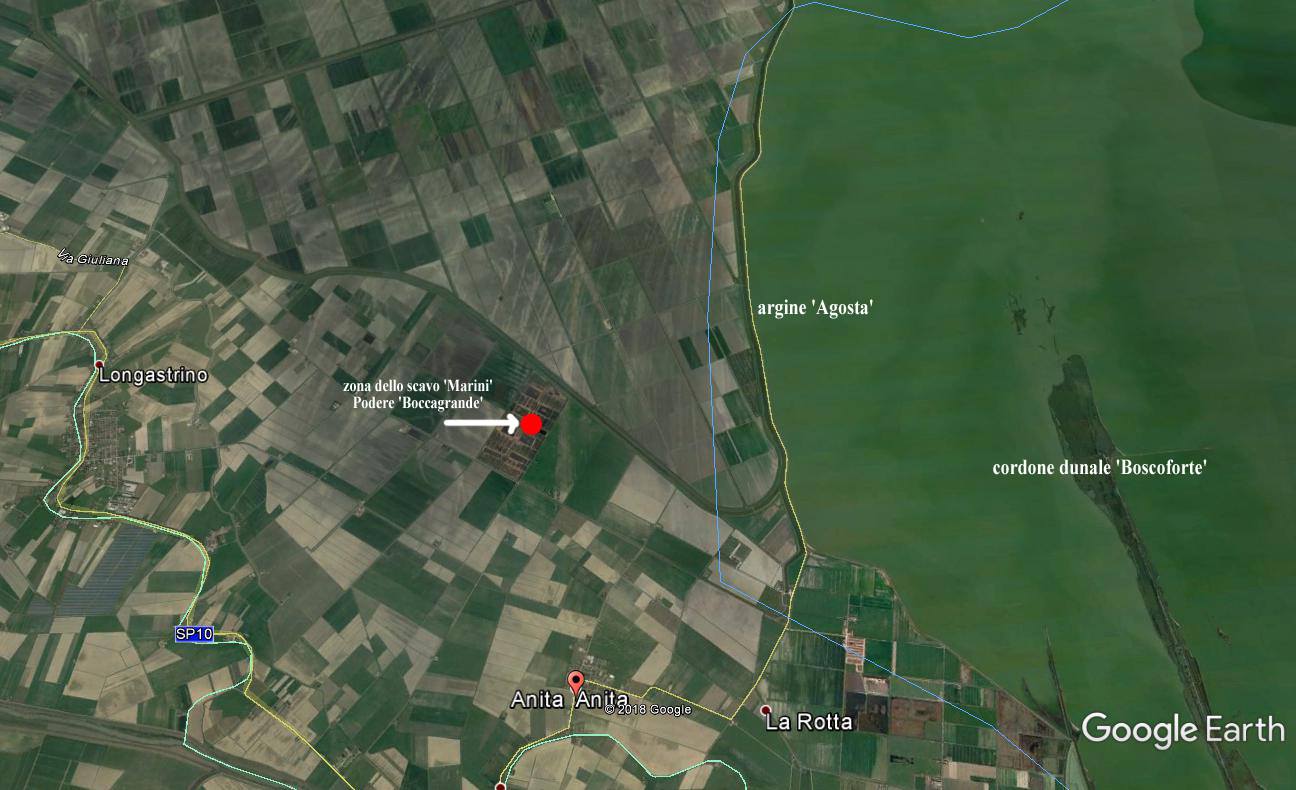 Via Giuliana
argine 'Agosta'
Longastrino
zona dello scavo 'Marini'
Podere 'Boccagrande'
cordone dunale 'Boscoforte'
SP10
Anita Anita
© 2018 Google
La Rotta
Google Earth